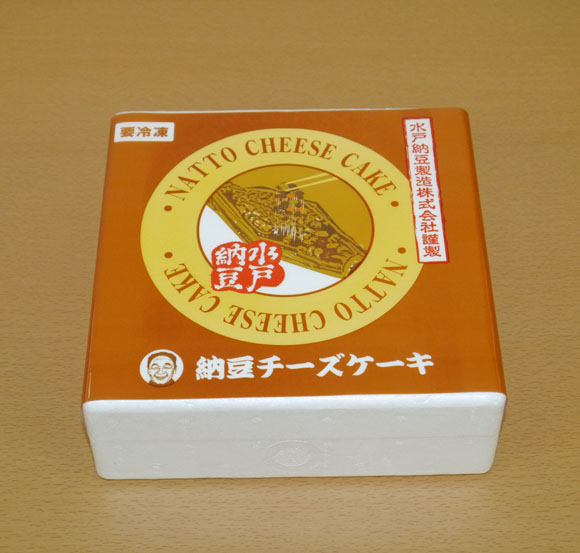 要冷凍
水戸納豆製造株式会社謹製
NATTO CHEESE CAKE
水戸
納豆
NATTO CHEESE CAKE
納豆チーズケーキ